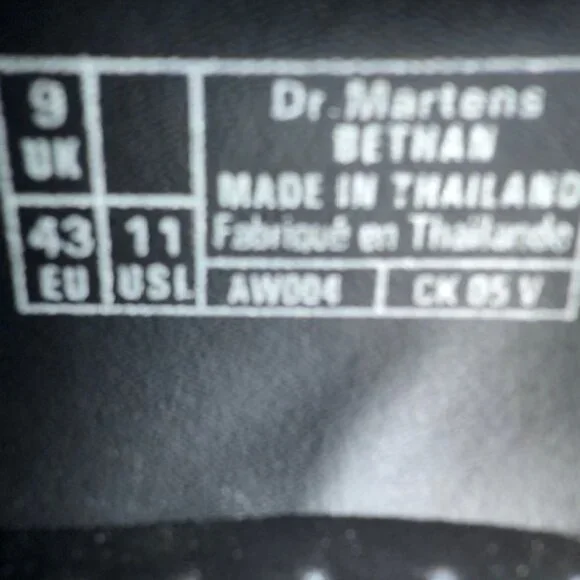 9
UK
43
EU
11
USL
Dr. Martens
BETHAN
MADE IN THAILAND
Fabriqué en Thaïlande
AW004
CK 05 V